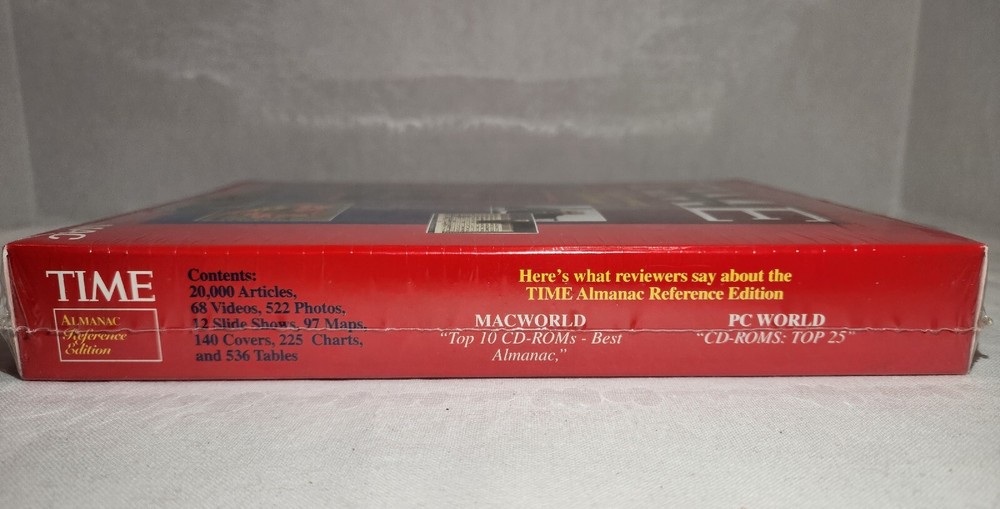 TIME
ALMANAC
Reference
Edition
Contents:
20,000 Articles,
68 Videos, 522 Photos,
12 Slide Shows, 97 Maps,
140 Covers, 225 Charts,
and 536 Tables
Here's what reviewers say about the
TIME Almanac Reference Edition
MACWORLD
"Top 10 CD-ROMs - Best
Almanac,"
PC WORLD
"CD-ROMS: TOP 25"